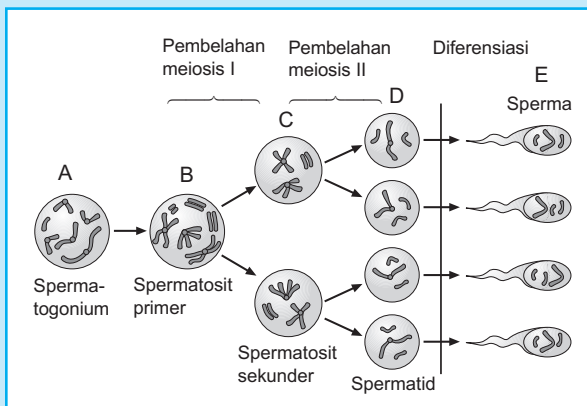 Pembelahan
meiosis I
Pembelahan
meiosis II
Diferensiasi
A
B
C
D
E
Sperma
Sperma-
togonium
Spermatosit
primer
Spermatosit
sekunder
Spermatid